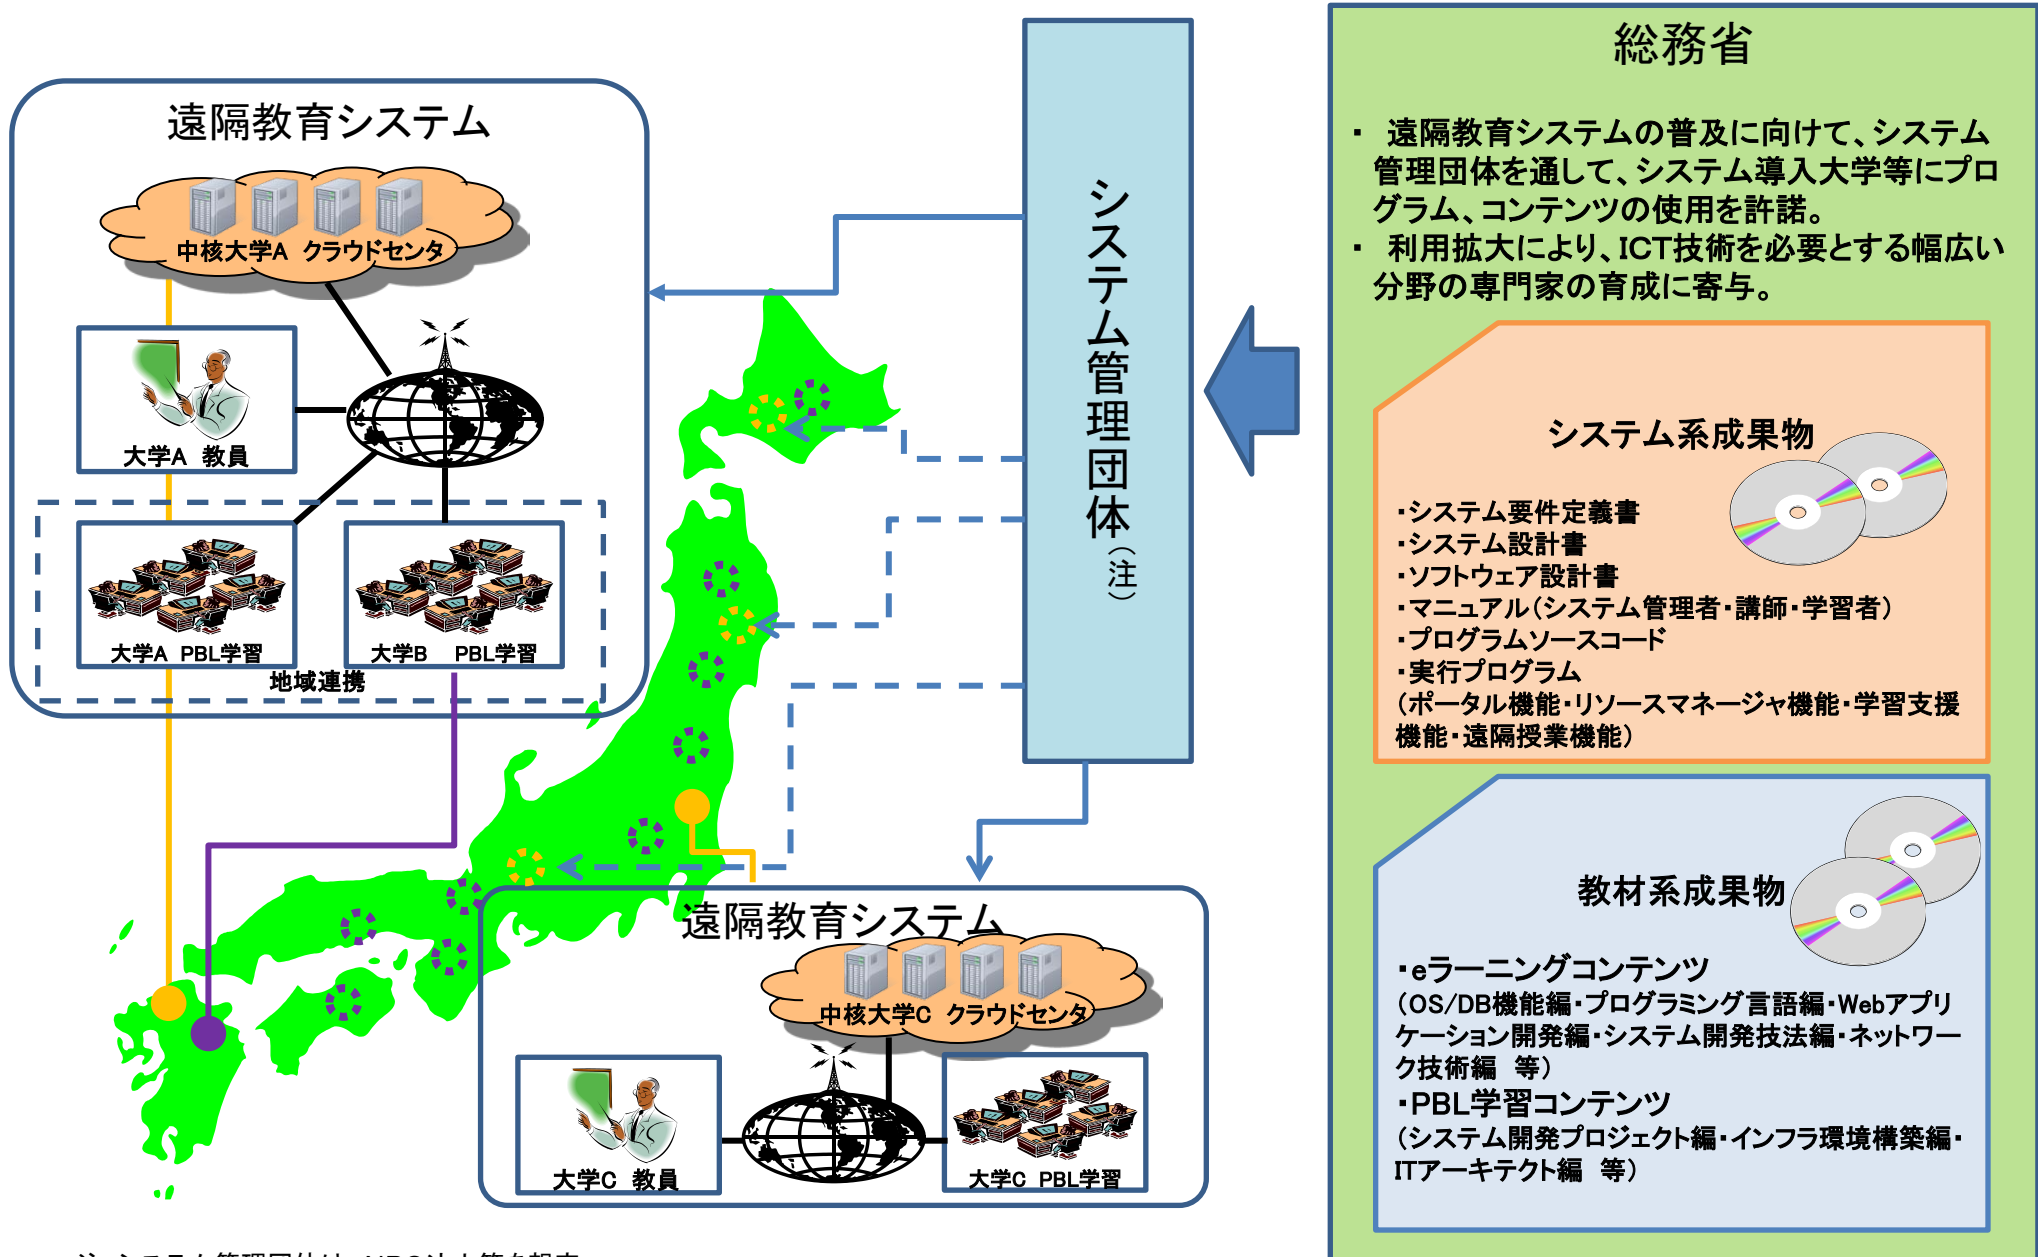 遠隔教育システム
中核大学A クラウドセンタ
大学A 教員
大学A PBL学習
大学B PBL学習
地域連携
システム管理団体(注)
遠隔教育システム
中核大学C クラウドセンタ
大学C 教員
大学C PBL学習
総務省
・ 遠隔教育システムの普及に向けて、システム
管理団体を通して、システム導入大学等にプロ
グラム、コンテンツの使用を許諾。
・ 利用拡大により、ICT技術を必要とする幅広い
分野の専門家の育成に寄与。
システム系成果物
・システム要件定義書
・システム設計書
・ソフトウェア設計書
・マニュアル(システム管理者・講師・学習者)
・プログラムソースコード
・実行プログラム
(ポータル機能・リソースマネージャ機能・学習支援
機能・遠隔授業機能)
教材系成果物
・eラーニングコンテンツ
(OS/DB機能編・プログラミング言語編・Webアプリ
ケーション開発編・システム開発技法編・ネットワー
ク技術編 等)
・PBL学習コンテンツ
(システム開発プロジェクト編・インフラ環境構築編・
ITアーキテクト編 等)